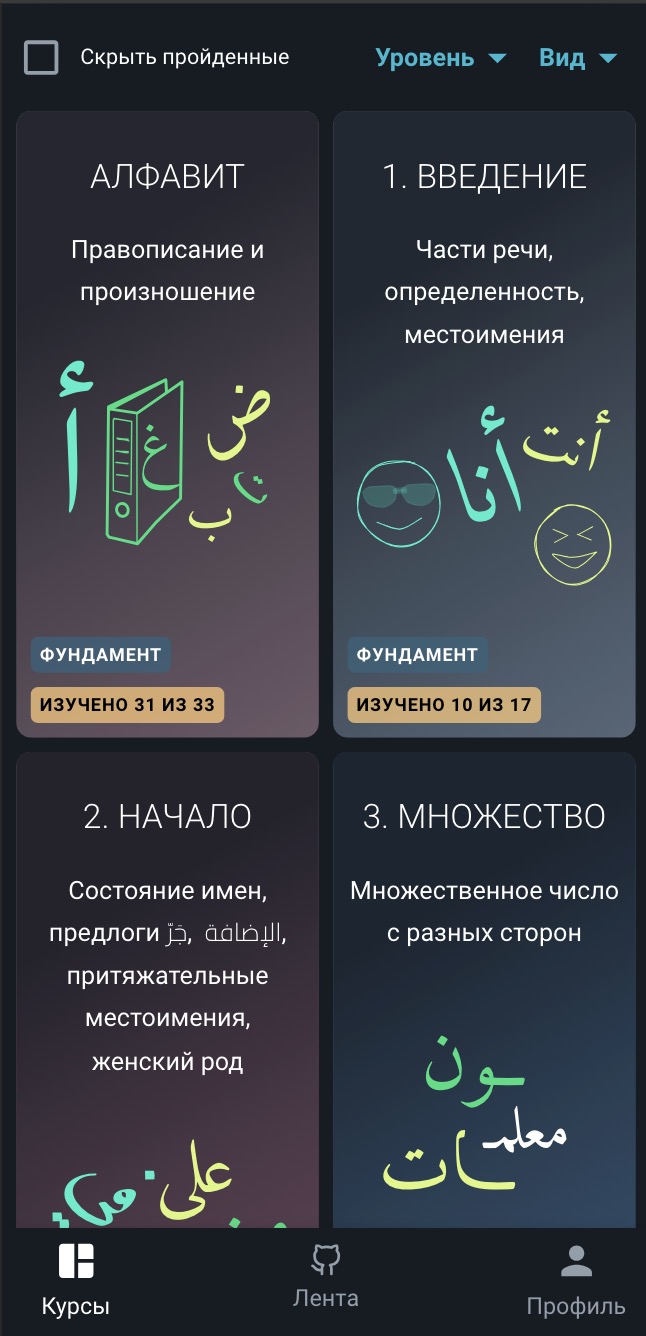 Скрыть пройденные
Уровень
Вид
АЛФАВИТ
Правописание и
произношение
أ
غ
ض
ت
ب
ФУНДАМЕНТ
ИЗУЧЕНО 31 ИЗ 33
1. ВВЕДЕНИЕ
Части речи,
определенность,
местоимения
أنا
أنت
ФУНДАМЕНТ
ИЗУЧЕНО 10 ИЗ 17
2. НАЧАЛО
Состояние имен,
предлоги جَرّ, الإضافة,
притяжательные
местоимения,
женский род
في
على
3. МНОЖЕСТВО
Множественное число
с разных сторон
ـون
معلمـ
ـات
Курсы
Лента
Профиль